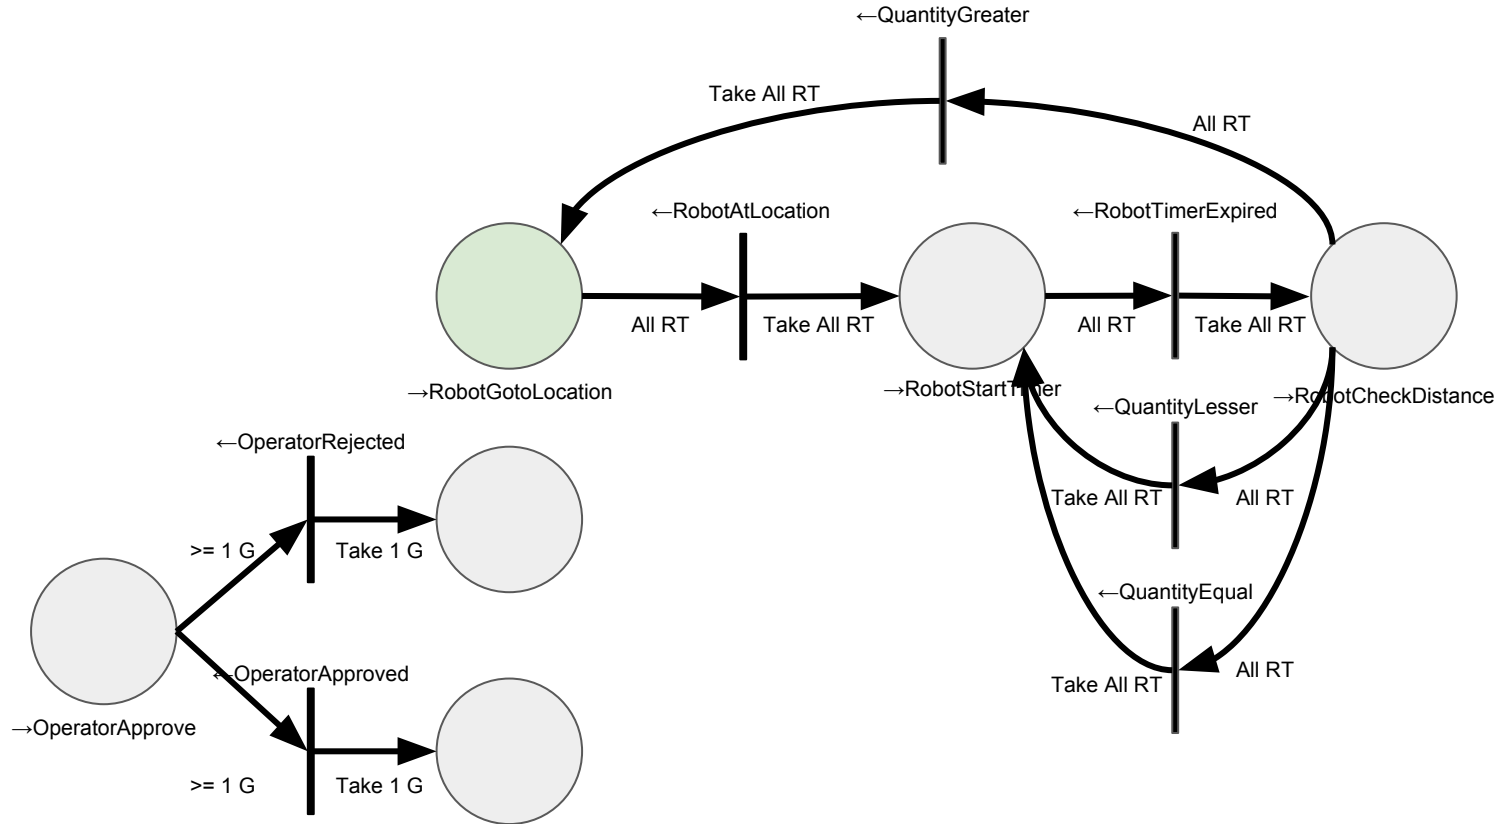 ←QuantityGreater
Take All RT
All RT
←RobotAtLocation
←RobotTimerExpired
All RT
Take All RT
All RT
Take All RT
→RobotGotoLocation
→RobotStartTimer
→RobotCheckDistance
←QuantityLesser
←OperatorRejected
Take All RT
All RT
>= 1 G
Take 1 G
←QuantityEqual
←OperatorApproved
Take All RT
All RT
→OperatorApprove
>= 1 G
Take 1 G